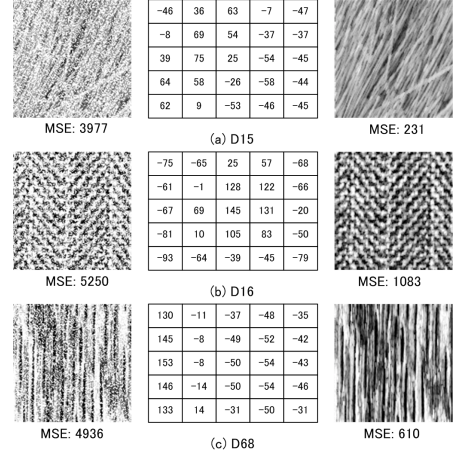 -46 36 63 -7 -47
-8 69 54 -37 -37
39 75 25 -54 -45
64 58 -26 -58 -44
62 9 -53 -46 -45
MSE: 3977 MSE: 231
(a) D15
-75 -65 25 57 -68
-61 -1 128 122 -66
-67 69 145 131 -20
-81 10 105 83 -50
-93 -64 -39 -45 -79
MSE: 5250 MSE: 1083
(b) D16
130 -11 -37 -48 -35
145 -8 -49 -52 -42
153 -8 -50 -54 -43
146 -14 -50 -54 -46
133 14 -31 -50 -31
MSE: 4936 MSE: 610
(c) D68